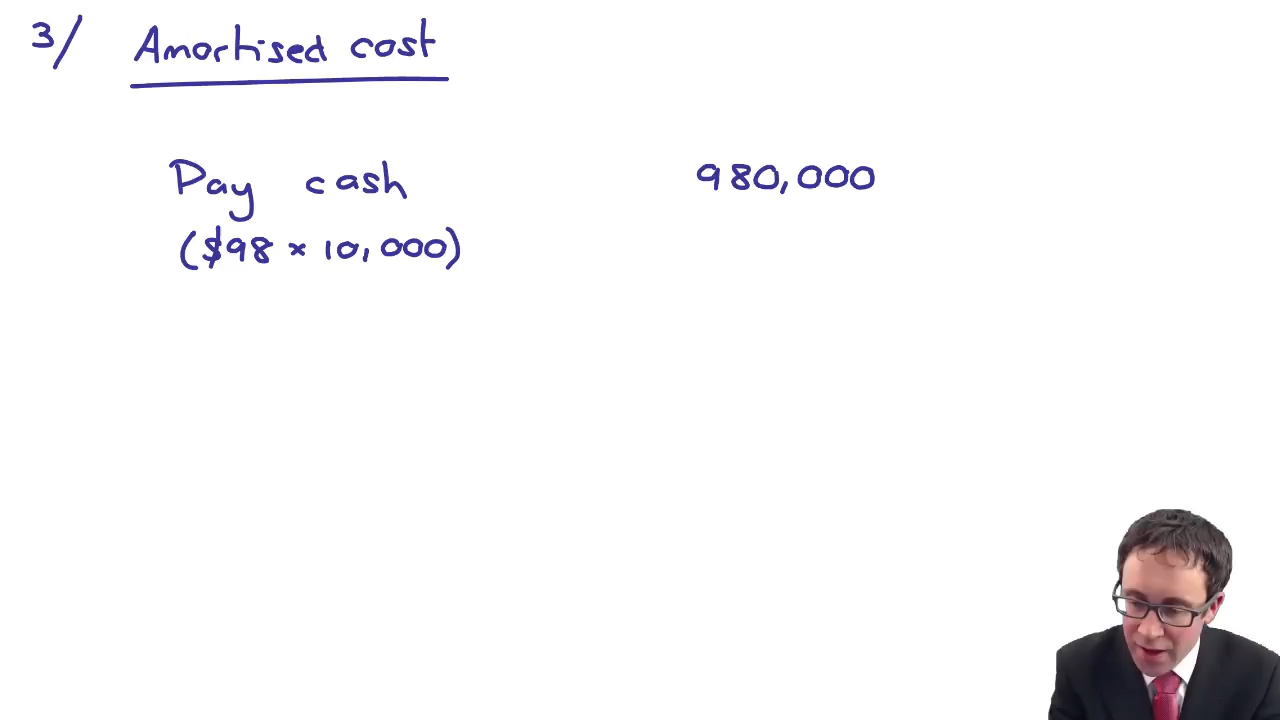 3/ Amortised cost
Pay cash 980,000
($98 × 10,000)